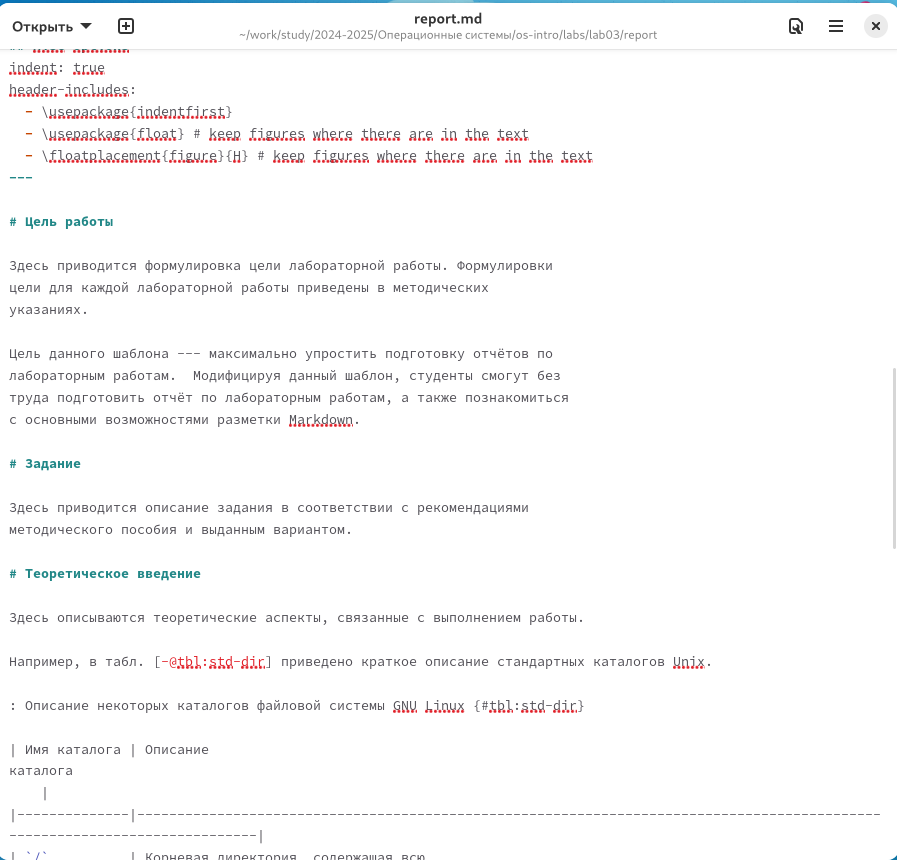 Открыть
report.md
~/work/study/2024-2025/Операционные системы/os-intro/labs/lab03/report
indent: true
header-includes:
  - \usepackage{indentfirst}
  - \usepackage{float} # keep figures where there are in the text
  - \floatplacement{figure}{H} # keep figures where there are in the text
---
# Цель работы
Здесь приводится формулировка цели лабораторной работы. Формулировки
цели для каждой лабораторной работы приведены в методических
указаниях.
Цель данного шаблона --- максимально упростить подготовку отчётов по
лабораторным работам.  Модифицируя данный шаблон, студенты смогут без
труда подготовить отчёт по лабораторным работам, а также познакомиться
с основными возможностями разметки Markdown.
# Задание
Здесь приводится описание задания в соответствии с рекомендациями
методического пособия и выданным вариантом.
# Теоретическое введение
Здесь описываются теоретические аспекты, связанные с выполнением работы.
Например, в табл. [-@tbl:std-dir] приведено краткое описание стандартных каталогов Unix.
: Описание некоторых каталогов файловой системы GNU Linux {#tbl:std-dir}
| Имя каталога | Описание
каталога
    |
|--------------|---------------------------------------------------------------------------------------------
-------------------------------|
| `/`          | Корневая директория, содержащая всю